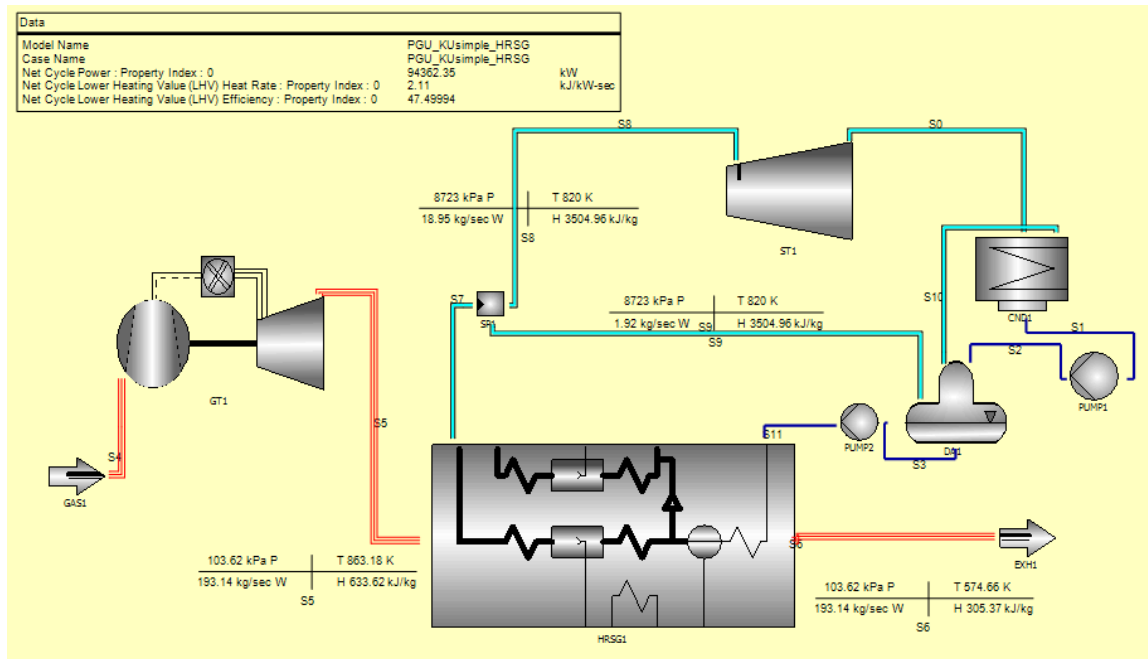 Data
Model Name PGU_KUsimple_HRSG
Case Name PGU_KUsimple_HRSG
Net Cycle Power : Property Index : 0 94362.35 kW
Net Cycle Lower Heating Value (LHV) Heat Rate : Property Index : 0 2.11 kJ/kW-sec
Net Cycle Lower Heating Value (LHV) Efficiency : Property Index : 0 47.49994
S8
S0
8723 kPa P T 820 K
18.95 kg/sec W H 3504.96 kJ/kg
S8
ST1
S7
SP1
8723 kPa P T 820 K
1.92 kg/sec W S9 H 3504.96 kJ/kg
S9
S10
CND1
S1
S2
PUMP1
GT1
S5
S4
GAS1
PUMP2
DA1
S3
S11
HRSG1
S6
EXH1
103.62 kPa P T 863.18 K
193.14 kg/sec W H 633.62 kJ/kg
S5
103.62 kPa P T 574.66 K
193.14 kg/sec W H 305.37 kJ/kg
S6